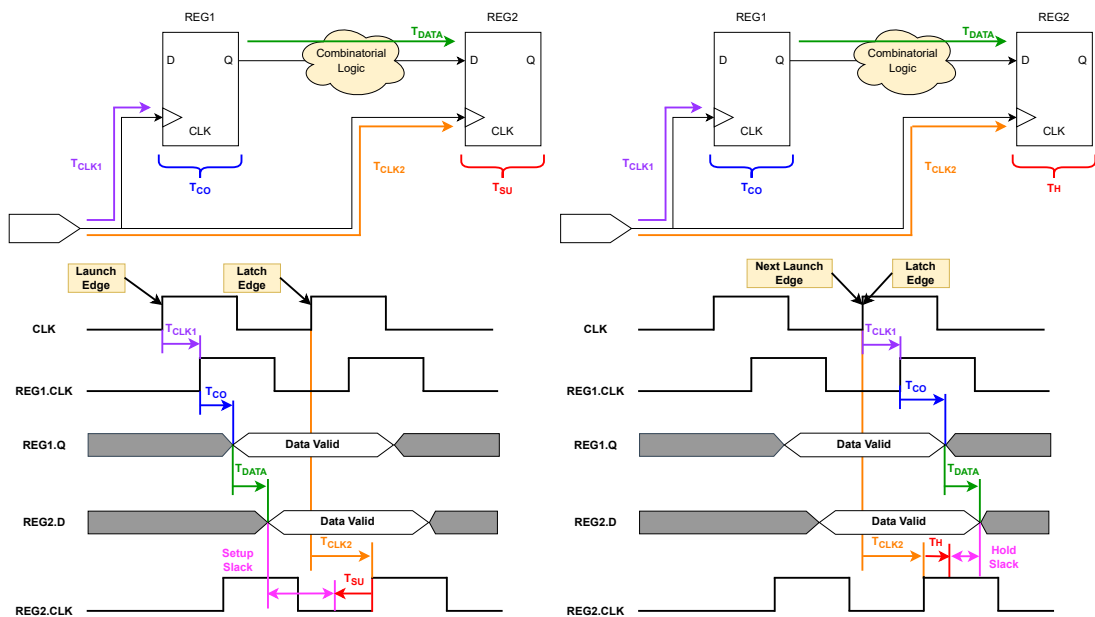 REG1
REG2
T_DATA
Combinatorial
Logic
D
Q
D
Q
CLK
CLK
T_CLK1
T_CO
T_CLK2
T_SU
Launch
Edge
Latch
Edge
CLK
T_CLK1
REG1.CLK
T_CO
REG1.Q
Data Valid
T_DATA
REG2.D
Data Valid
Setup
Slack
T_CLK2
T_SU
REG2.CLK
REG1
REG2
T_DATA
Combinatorial
Logic
D
Q
D
Q
CLK
CLK
T_CLK1
T_CO
T_CLK2
T_H
Next Launch
Edge
Latch
Edge
CLK
T_CLK1
REG1.CLK
T_CO
REG1.Q
Data Valid
T_DATA
REG2.D
Data Valid
T_CLK2
T_H
Hold
Slack
REG2.CLK